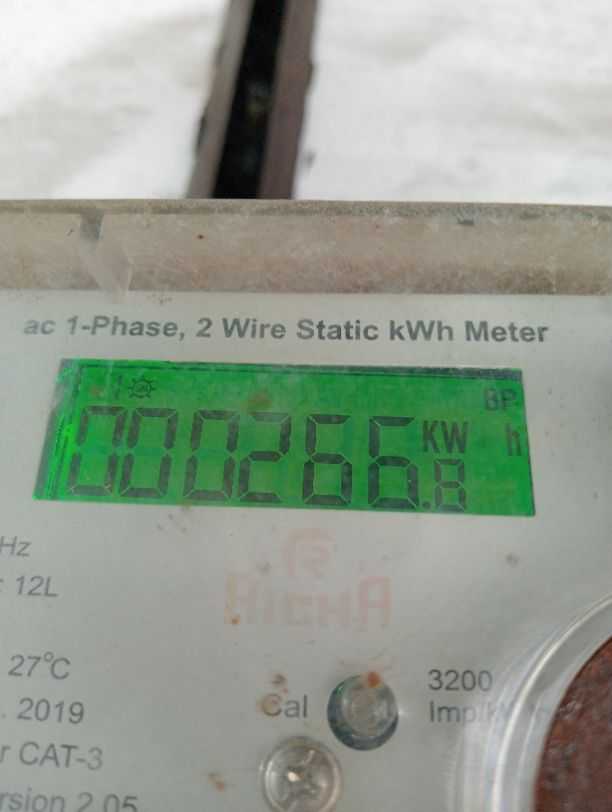 ac 1-Phase, 2 Wire Static kWh Meter
BP
000266.8 KW h
Hz
: 12L
RICHA
27°C
3200
. 2019
Cal
Imp/k
r CAT-3
rsion 2.05